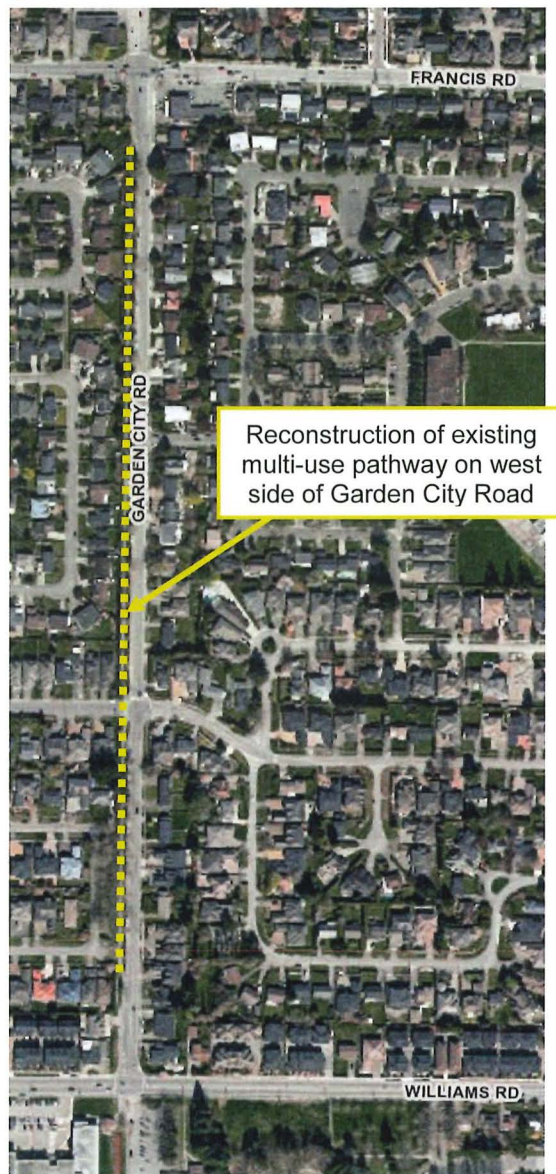 FRANCIS RD
GARDEN CITY RD
Reconstruction of existing
multi-use pathway on west
side of Garden City Road
WILLIAMS RD